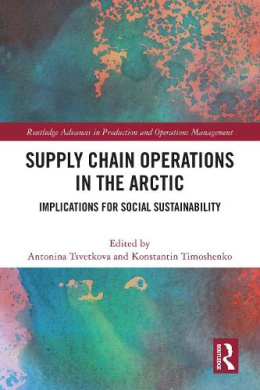 Routledge Advances in Production and Operations Management
SUPPLY CHAIN OPERATIONS
IN THE ARCTIC
IMPLICATIONS FOR SOCIAL SUSTAINABILITY
Edited by
Antonina Tsvetkova and Konstantin Timoshenko
ROUTLEDGE